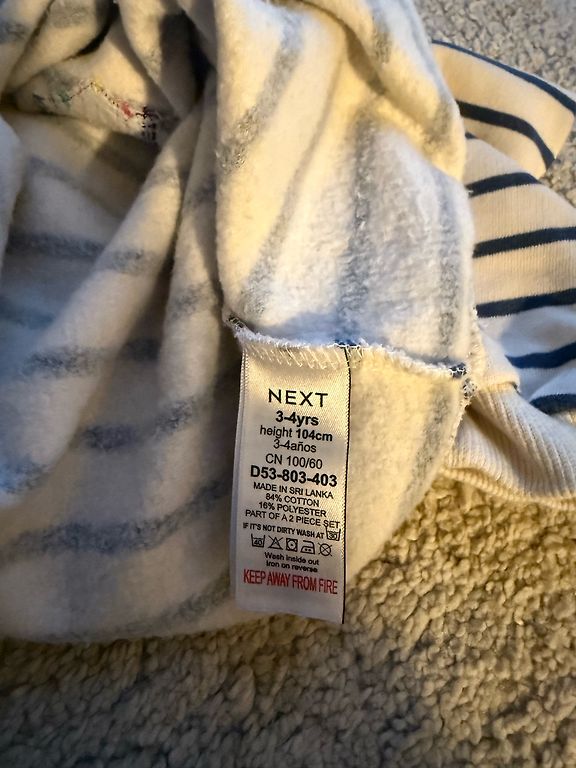 NEXT
3-4yrs
height 104cm
3-4años
CN 100/60
D53-803-403
MADE IN SRI LANKA
84% COTTON
16% POLYESTER
PART OF A 2 PIECE SET
IF IT'S NOT DIRTY WASH AT 30
40
Wash inside out
Iron on reverse
KEEP AWAY FROM FIRE